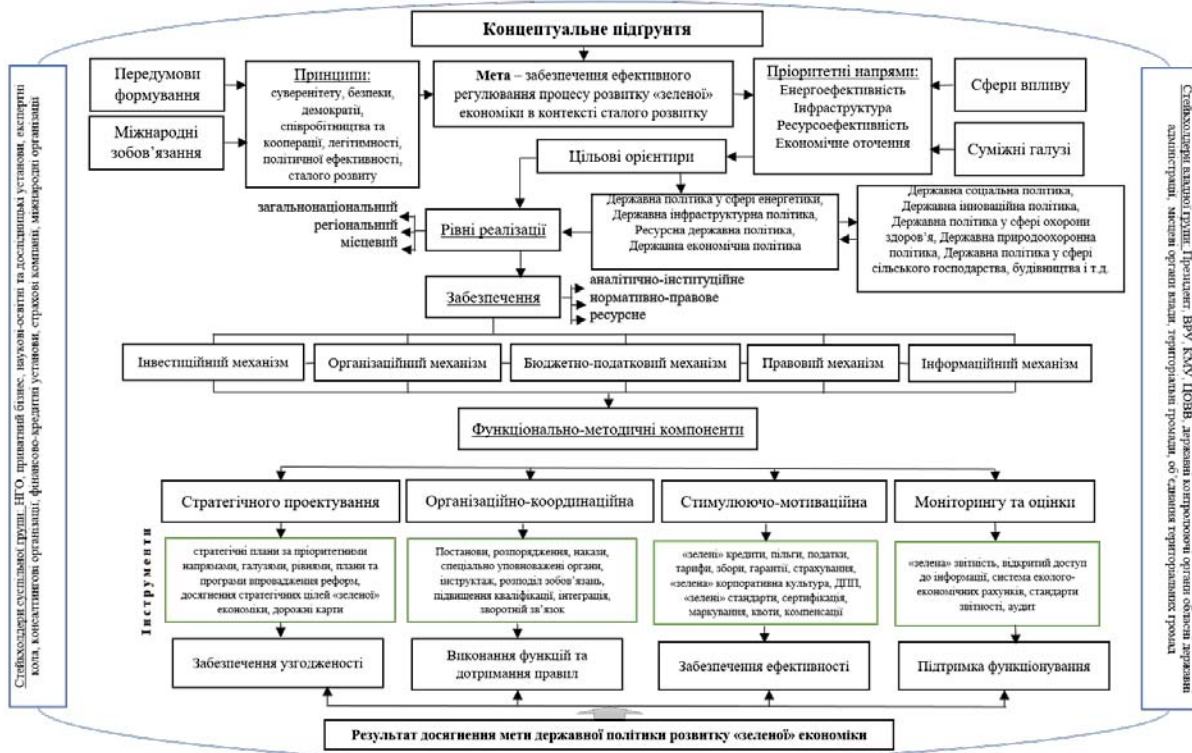 Концептуальне підґрунтя
Передумови
формування
Міжнародні
зобов’язання
Принципи:
суверенітету, безпеки,
демократії,
співробітництва та
кооперації, легітимності,
політичної ефективності,
сталого розвиту
Мета – забезпечення ефективного
регулювання процесу розвитку «зеленої»
економіки в контексті сталого розвитку
Пріоритетні напрями:
Енергоефективність
Інфраструктура
Ресурсоефективність
Економічне оточення
Сфери впливу
Суміжні галузі
Цільові орієнтири
Державна політика у сфері енергетики,
Державна інфраструктурна політика,
Ресурсна державна політика,
Державна економічна політика
Державна соціальна політика,
Державна інноваційна політика,
Державна політика у сфері охорони
здоров’я, Державна природоохоронна
політика, Державна політика у сфері
сільського господарства, будівництва і т.д.
Рівні реалізації
загальнонаціональний
регіональний
місцевий
Забезпечення
аналітично-інституційне
нормативно-правове
ресурсне
Інвестиційний механізм
Організаційний механізм
Бюджетно-податковий механізм
Правовий механізм
Інформаційний механізм
Функціонально-методичні компоненти
Стратегічного проектування
Організаційно-координаційна
Стимулюючо-мотиваційна
Моніторингу та оцінки
Інструменти
стратегічні плани за пріоритетними
напрямами, галузями, рівнями, плани та
програми впровадження реформ,
досягнення стратегічних цілей «зеленої»
економіки, дорожні карти
Постанови, розпорядження, накази,
спеціально уповноважені органи,
інструктаж, розподіл зобов’язань,
підвищення кваліфікації, інтеграція,
зворотній зв’язок
«зелені» кредити, пільги, податки,
тарифи, збори, гарантії, страхування,
«зелена» корпоративна культура, ДПП,
«зелені» стандарти, сертифікація,
маркування, квоти, компенсації
«зелена» звітність, відкритий доступ
до інформації, система еколого-
економічних рахунків, стандарти
звітності, аудит
Забезпечення узгодженості
Виконання функцій та
дотримання правил
Забезпечення ефективності
Підтримка функціонування
Результат досягнення мети державної політики розвитку «зеленої» економіки
Стейкхолдери суспільної групи: НГО, приватний бізнес, науково-освітні та дослідницькі установи, експертні
кола, консалтингові організації, фінансово-кредитні установи, страхові компанії, міжнародні організації
Стейкхолдери владної групи: Президент, ВРУ, КМУ, ЦОВВ, державні контролюючі органи обласні державні
адміністрації, місцеві органи влади, територіальні громади, об’єднання територіальних громад